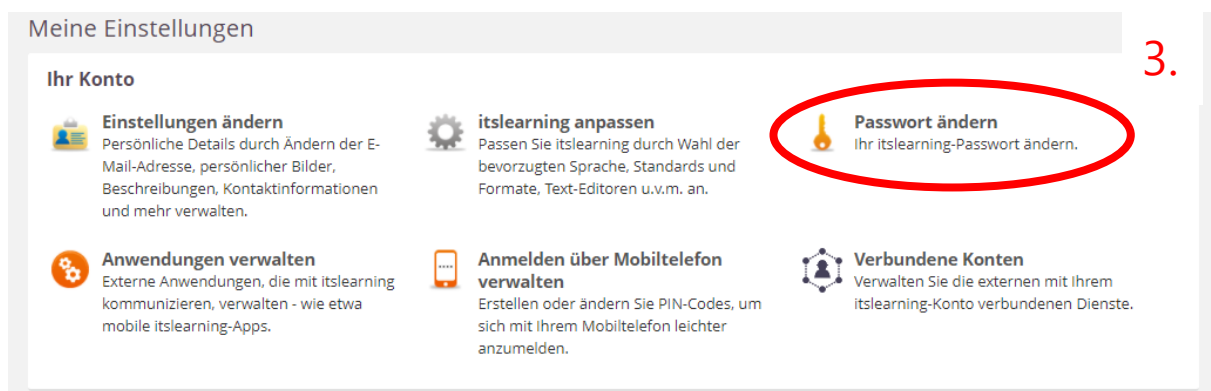 Meine Einstellungen
3.
Ihr Konto
Einstellungen ändern
Persönliche Details durch Ändern der E-
Mail-Adresse, persönlicher Bilder,
Beschreibungen, Kontaktinformationen
und mehr verwalten.
itslearning anpassen
Passen Sie itslearning durch Wahl der
bevorzugten Sprache, Standards und
Formate, Text-Editoren u.v.m. an.
Passwort ändern
Ihr itslearning-Passwort ändern.
Anwendungen verwalten
Externe Anwendungen, die mit itslearning
kommunizieren, verwalten - wie etwa
mobile itslearning-Apps.
Anmelden über Mobiltelefon
verwalten
Erstellen oder ändern Sie PIN-Codes, um
sich mit Ihrem Mobiltelefon leichter
anzumelden.
Verbundene Konten
Verwalten Sie die externen mit Ihrem
itslearning-Konto verbundenen Dienste.